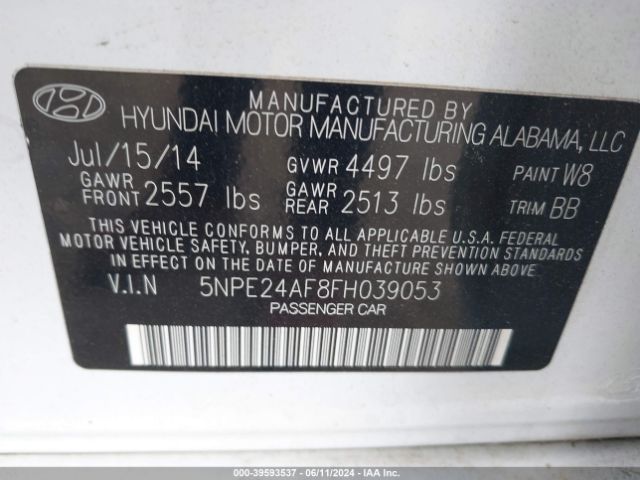 MANUFACTURED BY
HYUNDAI MOTOR MANUFACTURING ALABAMA, LLC
Jul/15/14 GVWR 4497 lbs PAINT W8
GAWR FRONT 2557 lbs GAWR REAR 2513 lbs TRIM BB
THIS VEHICLE CONFORMS TO ALL APPLICABLE U.S.A. FEDERAL
MOTOR VEHICLE SAFETY, BUMPER, AND THEFT PREVENTION STANDARDS
IN EFFECT ON THE DATE OF MANUFACTURE SHOWN ABOVE.
V.I.N 5NPE24AF8FH039053
PASSENGER CAR
000-39593537 - 06/11/2024 - IAAI.COM